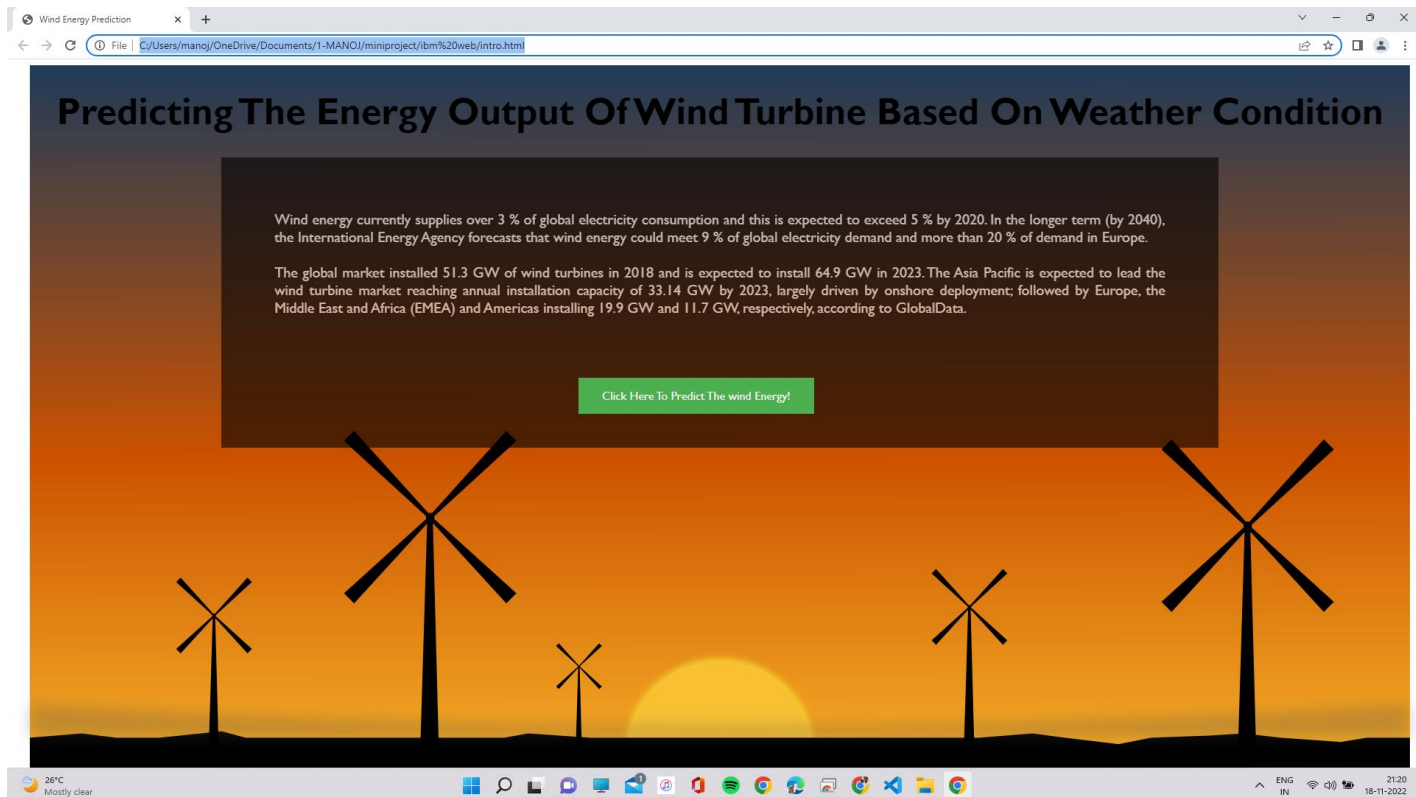 Wind Energy Prediction
File
C:/Users/manoj/OneDrive/Documents/1-MANOJ/miniproject/ibm%20web/intro.html
Predicting The Energy Output Of Wind Turbine Based On Weather Condition
Wind energy currently supplies over 3 % of global electricity consumption and this is expected to exceed 5 % by 2020. In the longer term (by 2040),
the International Energy Agency forecasts that wind energy could meet 9 % of global electricity demand and more than 20 % of demand in Europe.
The global market installed 51.3 GW of wind turbines in 2018 and is expected to install 64.9 GW in 2023. The Asia Pacific is expected to lead the
wind turbine market reaching annual installation capacity of 33.14 GW by 2023, largely driven by onshore deployment; followed by Europe, the
Middle East and Africa (EMEA) and Americas installing 19.9 GW and 11.7 GW, respectively, according to GlobalData.
Click Here To Predict The wind Energy!
26°C
Mostly clear
1
ENG
IN
21:20
18-11-2022